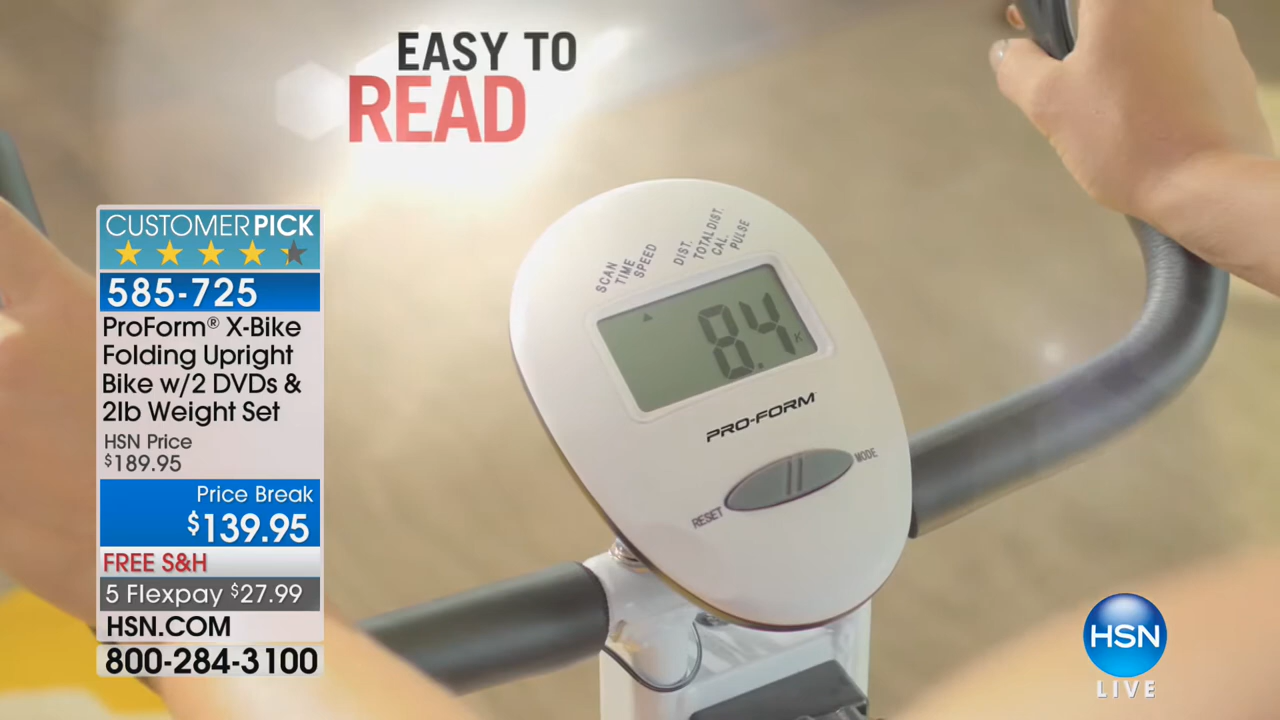 EASY TO
READ
CUSTOMER PICK
585-725
ProForm® X-Bike
Folding Upright
Bike w/2 DVDs &
2lb Weight Set
HSN Price
$189.95
Price Break
$139.95
FREE S&H
5 Flexpay $27.99
HSN.COM
800-284-3100
SCAN
TIME
SPEED
DIST.
TOTAL DIST.
CAL.
PULSE
8.4 K
PRO-FORM
RESET
MODE
HSN
LIVE